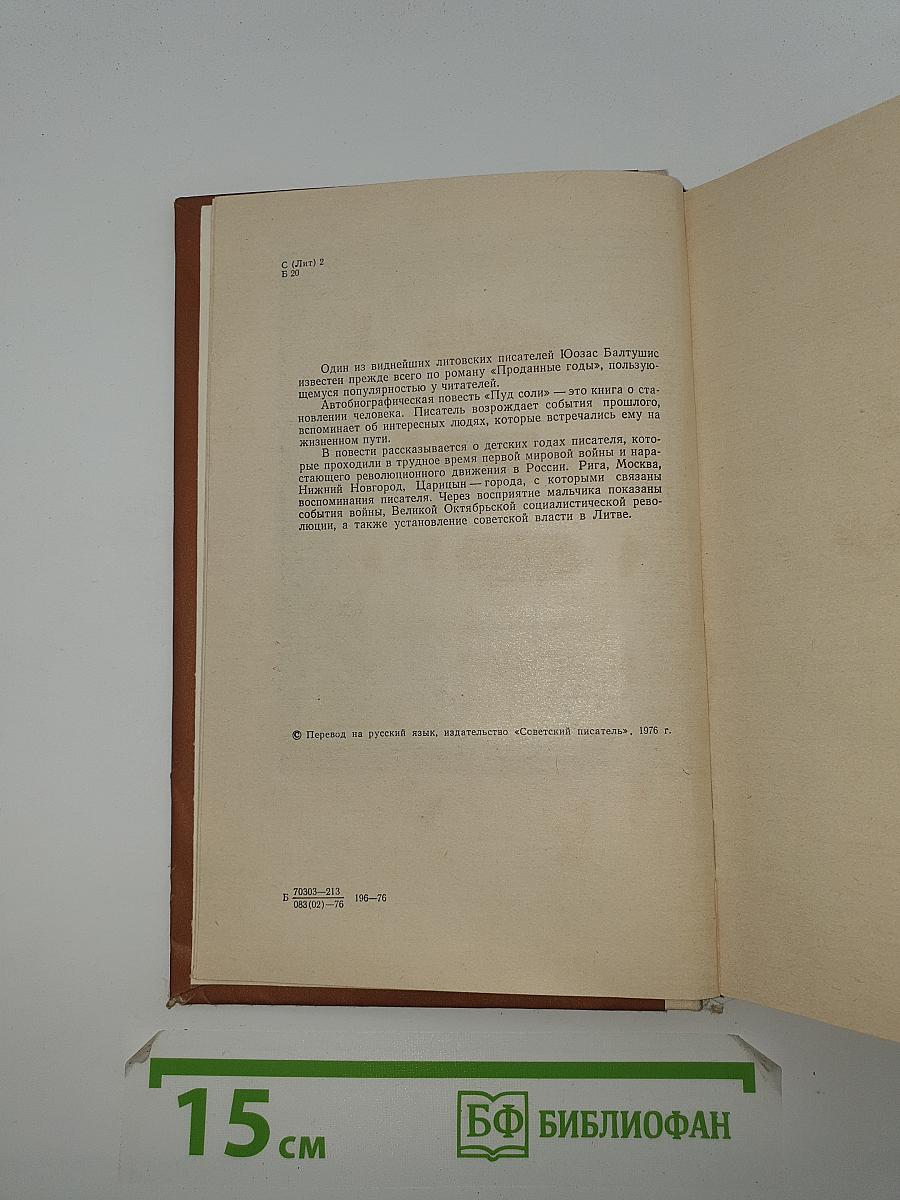 С (Лит) 2
Б 20
Один из виднейших литовских писателей Юозас Балтушис
известен прежде всего по роману «Проданные годы», пользую-
щемуся популярностью у читателей.
Автобиографическая повесть «Пуд соли» — это книга о ста-
новлении человека. Писатель возрождает события прошлого,
вспоминает об интересных людях, которые встречались ему на
жизненном пути.
В повести рассказывается о детских годах писателя, кото-
рые проходили в трудное время первой мировой войны и нара-
стающего революционного движения в России. Рига, Москва,
Нижний Новгород, Царицын — города, с которыми связаны
воспоминания писателя. Через восприятие мальчика показаны
события войны, Великой Октябрьской социалистической рево-
люции, а также установление советской власти в Литве.
© Перевод на русский язык, издательство «Советский писатель», 1976 г.
Б 70303—213
083(02)—76 196—76
15 см
БФ БИБЛИОФАН